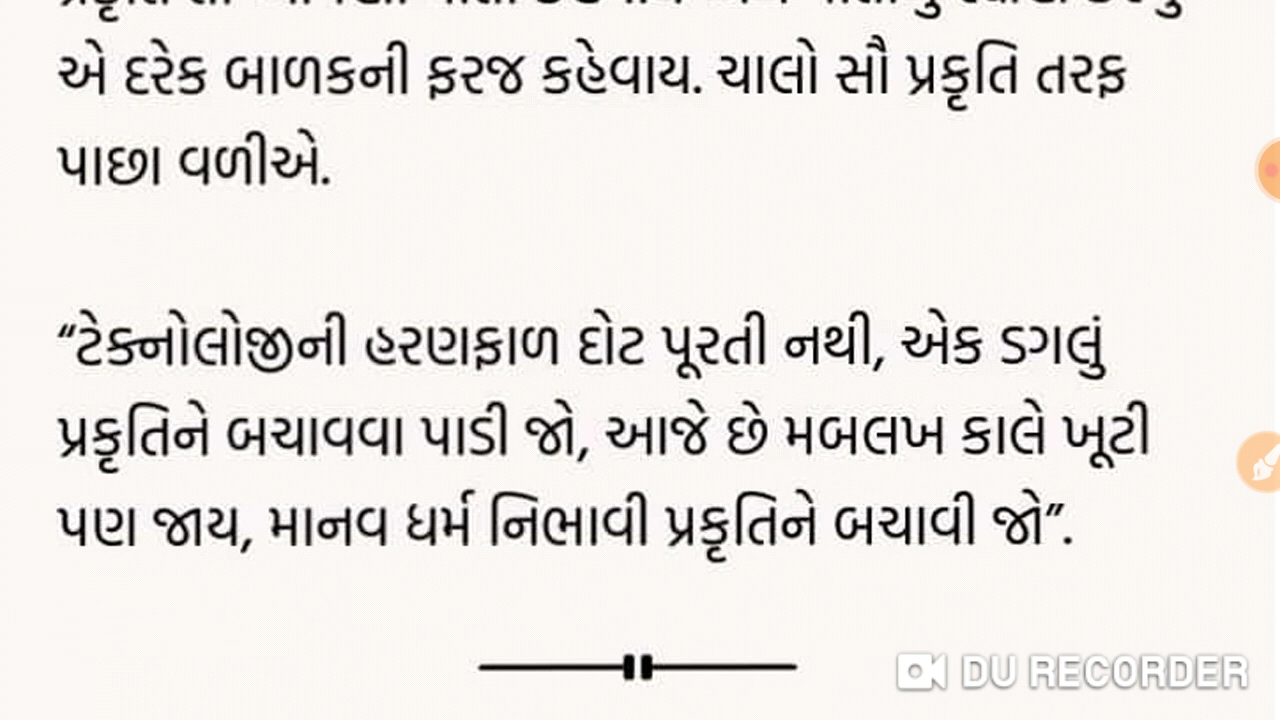 એ દરેક બાળકની ફરજ કહેવાય. ચાલો સૌ પ્રકૃતિ તરફ
પાછા વળીએ.
“ટેક્નોલોજીની હરણફાળ દોટ પૂરતી નથી, એક ડગલું
પ્રકૃતિને બચાવવા પાડી જો, આજે છે મબલખ કાલે ખૂટી
પણ જાય, માનવ ધર્મ નિભાવી પ્રકૃતિને બચાવી જો”.
DU RECORDER